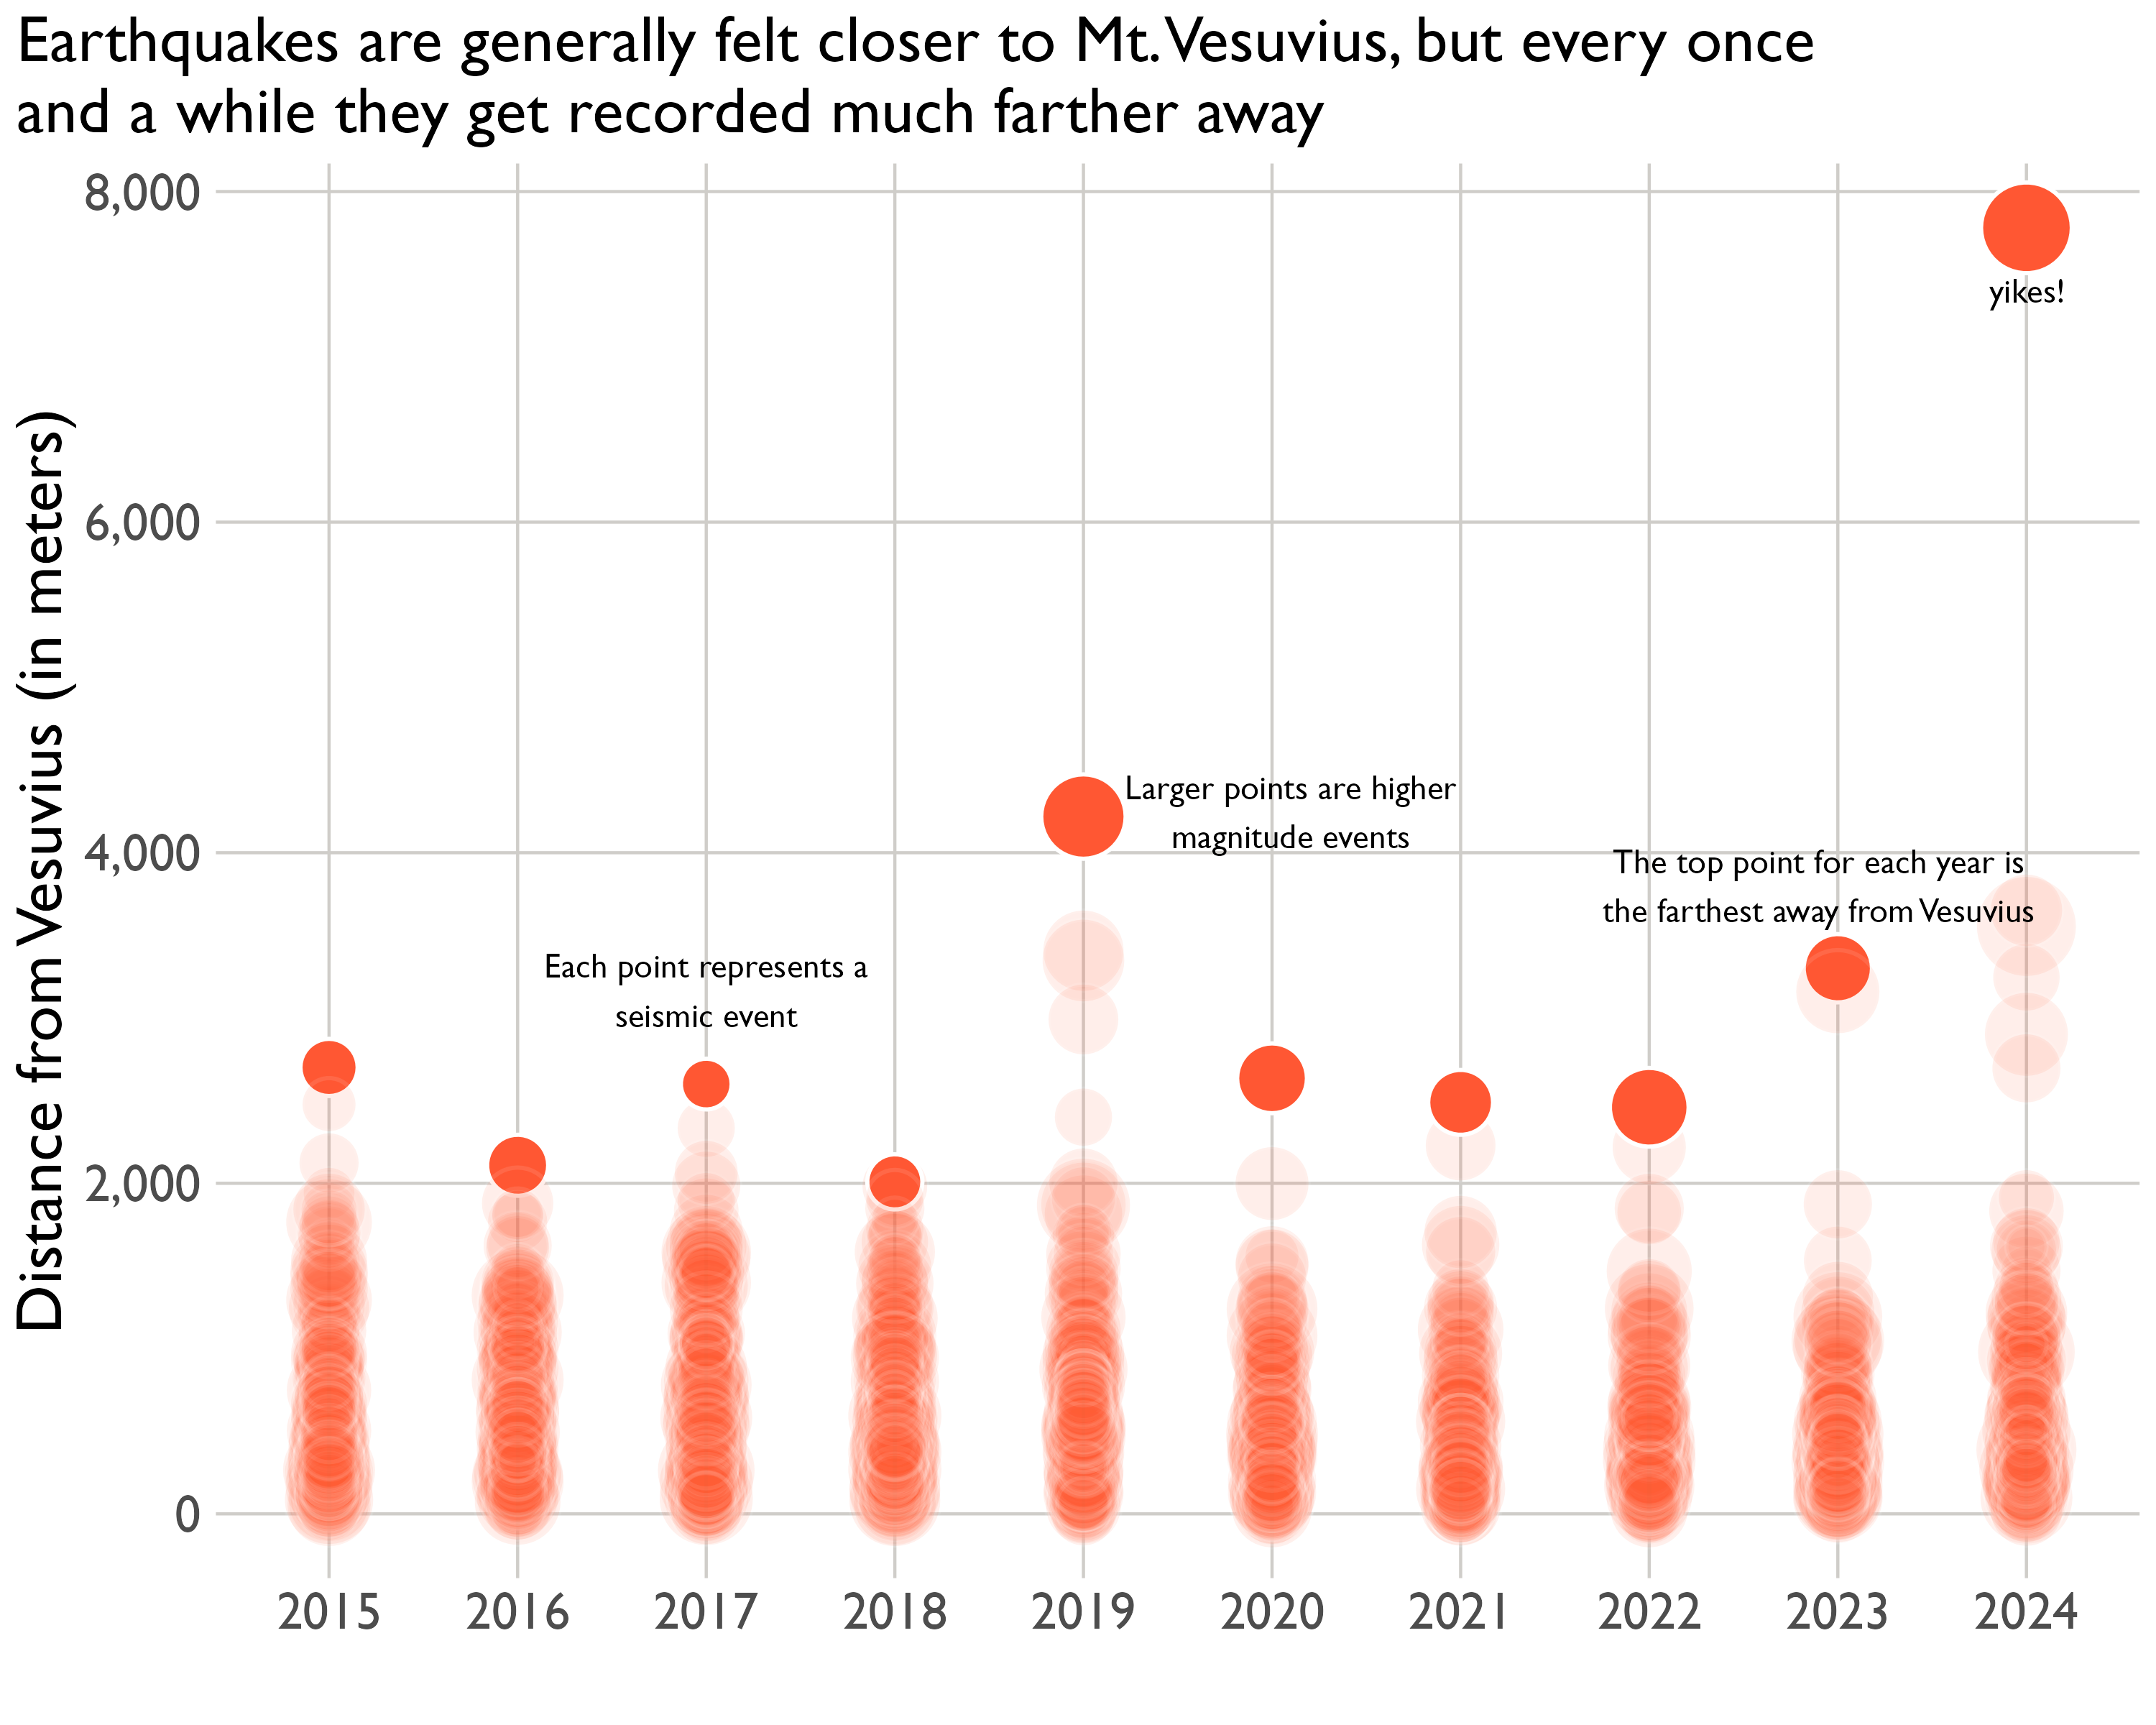 Earthquakes are generally felt closer to Mt. Vesuvius, but every once
and a while they get recorded much farther away
Distance from Vesuvius (in meters)
8,000
yikes!
6,000
Larger points are higher
magnitude events
4,000
The top point for each year is
the farthest away from Vesuvius
Each point represents a
seismic event
2,000
0
2015
2016
2017
2018
2019
2020
2021
2022
2023
2024